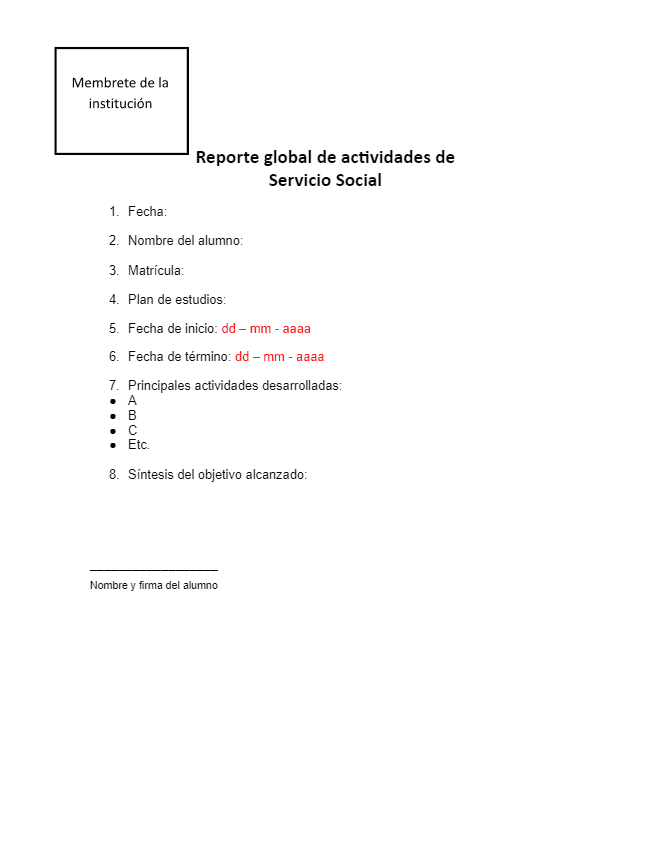 Membrete de la
institución
Reporte global de actividades de
Servicio Social
1. Fecha:
2. Nombre del alumno:
3. Matrícula:
4. Plan de estudios:
5. Fecha de inicio: dd – mm - aaaa
6. Fecha de término: dd – mm - aaaa
7. Principales actividades desarrolladas:
● A
● B
● C
● Etc.
8. Síntesis del objetivo alcanzado:
__________________
Nombre y firma del alumno